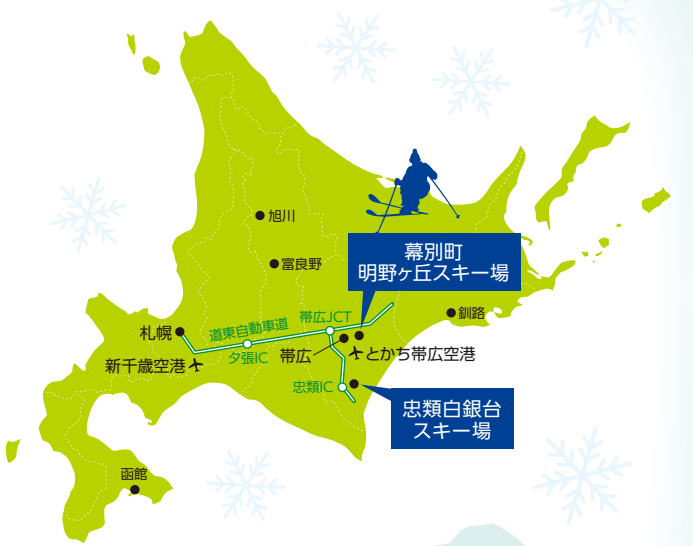 旭川
富良野
幕別町
明野ヶ丘スキー場
釧路
帯広JCT
道東自動車道
札幌
夕張IC
帯広
とかち帯広空港
新千歳空港
忠類IC
忠類白銀台
スキー場
函館